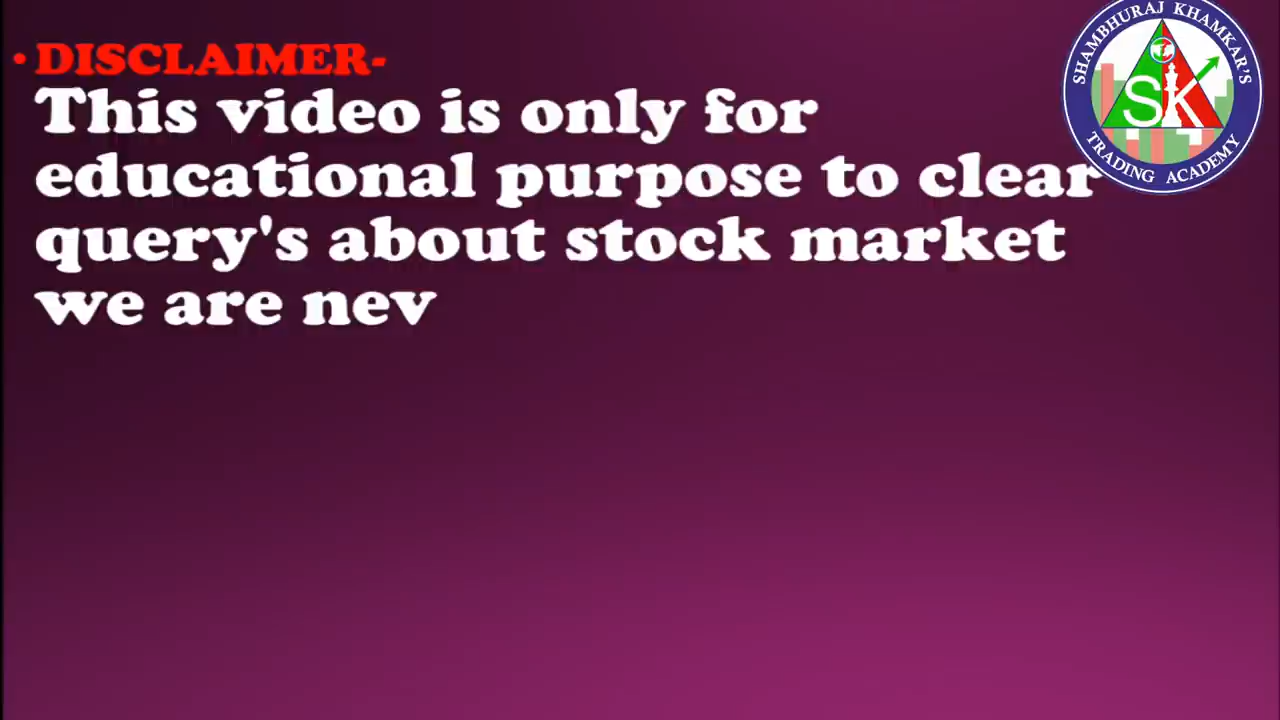 • DISCLAIMER-
This video is only for
educational purpose to clear
query's about stock market
we are nev
SHAMBHURAJ KHAMKAR'S
SK
TRADING ACADEMY